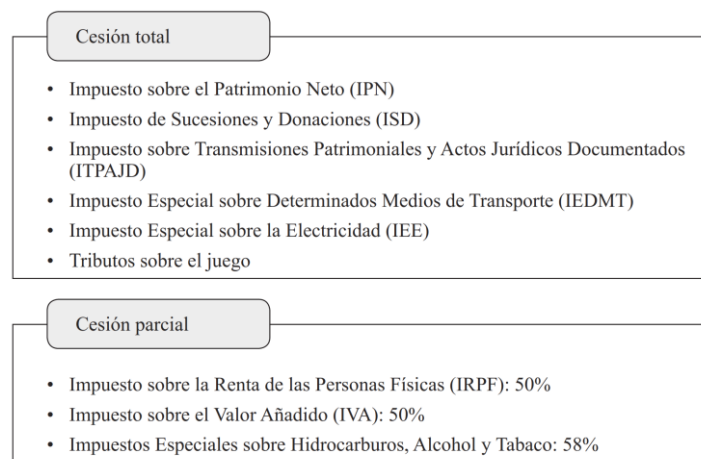 Cesión total
• Impuesto sobre el Patrimonio Neto (IPN)
• Impuesto de Sucesiones y Donaciones (ISD)
• Impuesto sobre Transmisiones Patrimoniales y Actos Jurídicos Documentados
(ITPAJD)
• Impuesto Especial sobre Determinados Medios de Transporte (IEDMT)
• Impuesto Especial sobre la Electricidad (IEE)
• Tributos sobre el juego
Cesión parcial
• Impuesto sobre la Renta de las Personas Físicas (IRPF): 50%
• Impuesto sobre el Valor Añadido (IVA): 50%
• Impuestos Especiales sobre Hidrocarburos, Alcohol y Tabaco: 58%